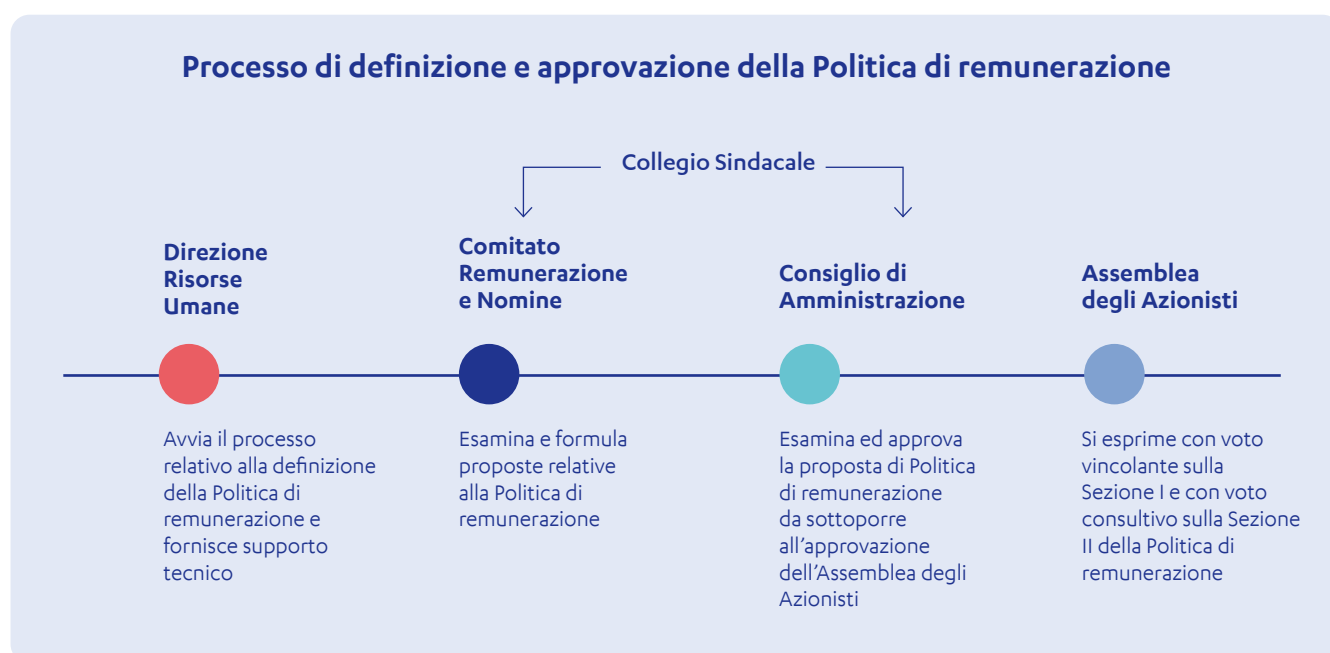 Processo di definizione e approvazione della Politica di remunerazione
Collegio Sindacale
Direzione
Risorse
Umane
Avvia il processo
relativo alla definizione
della Politica di
remunerazione e
fornisce supporto
tecnico
Comitato
Remunerazione
e Nomine
Esamina e formula
proposte relative
alla Politica di
remunerazione
Consiglio di
Amministrazione
Esamina ed approva
la proposta di Politica
di remunerazione
da sottoporre
all’approvazione
dell’Assemblea degli
Azionisti
Assemblea
degli Azionisti
Si esprime con voto
vincolante sulla
Sezione I e con voto
consultivo sulla Sezione
II della Politica di
remunerazione